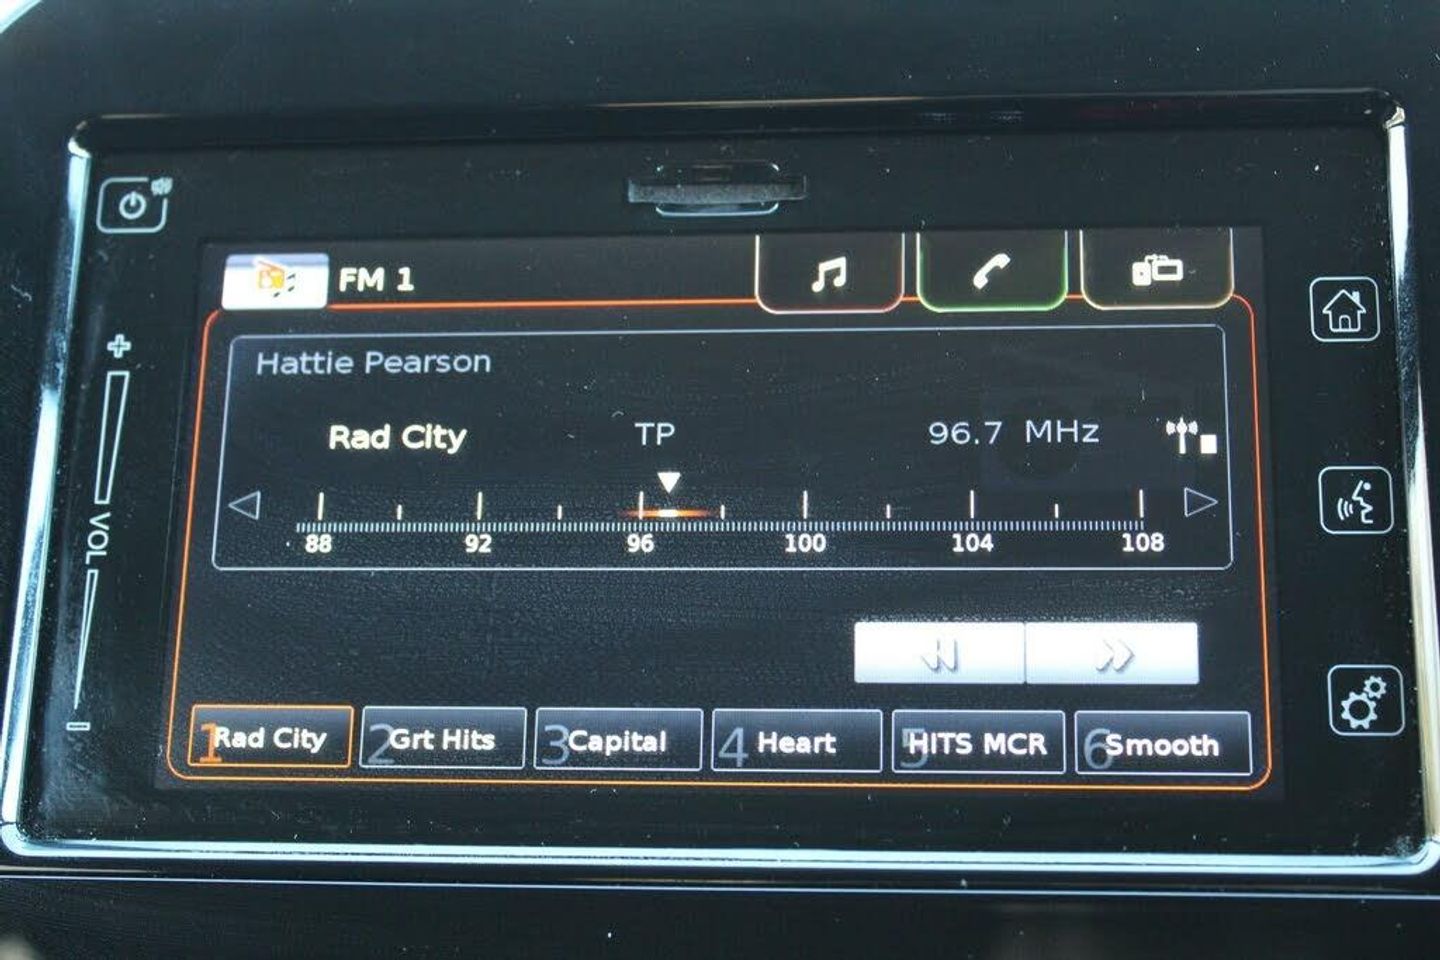 FM 1
Hattie Pearson
Rad City TP 96.7 MHz
88 92 96 100 104 108
+
VOL
1 Rad City 2 Grt Hits 3 Capital 4 Heart 5 HITS MCR 6 Smooth